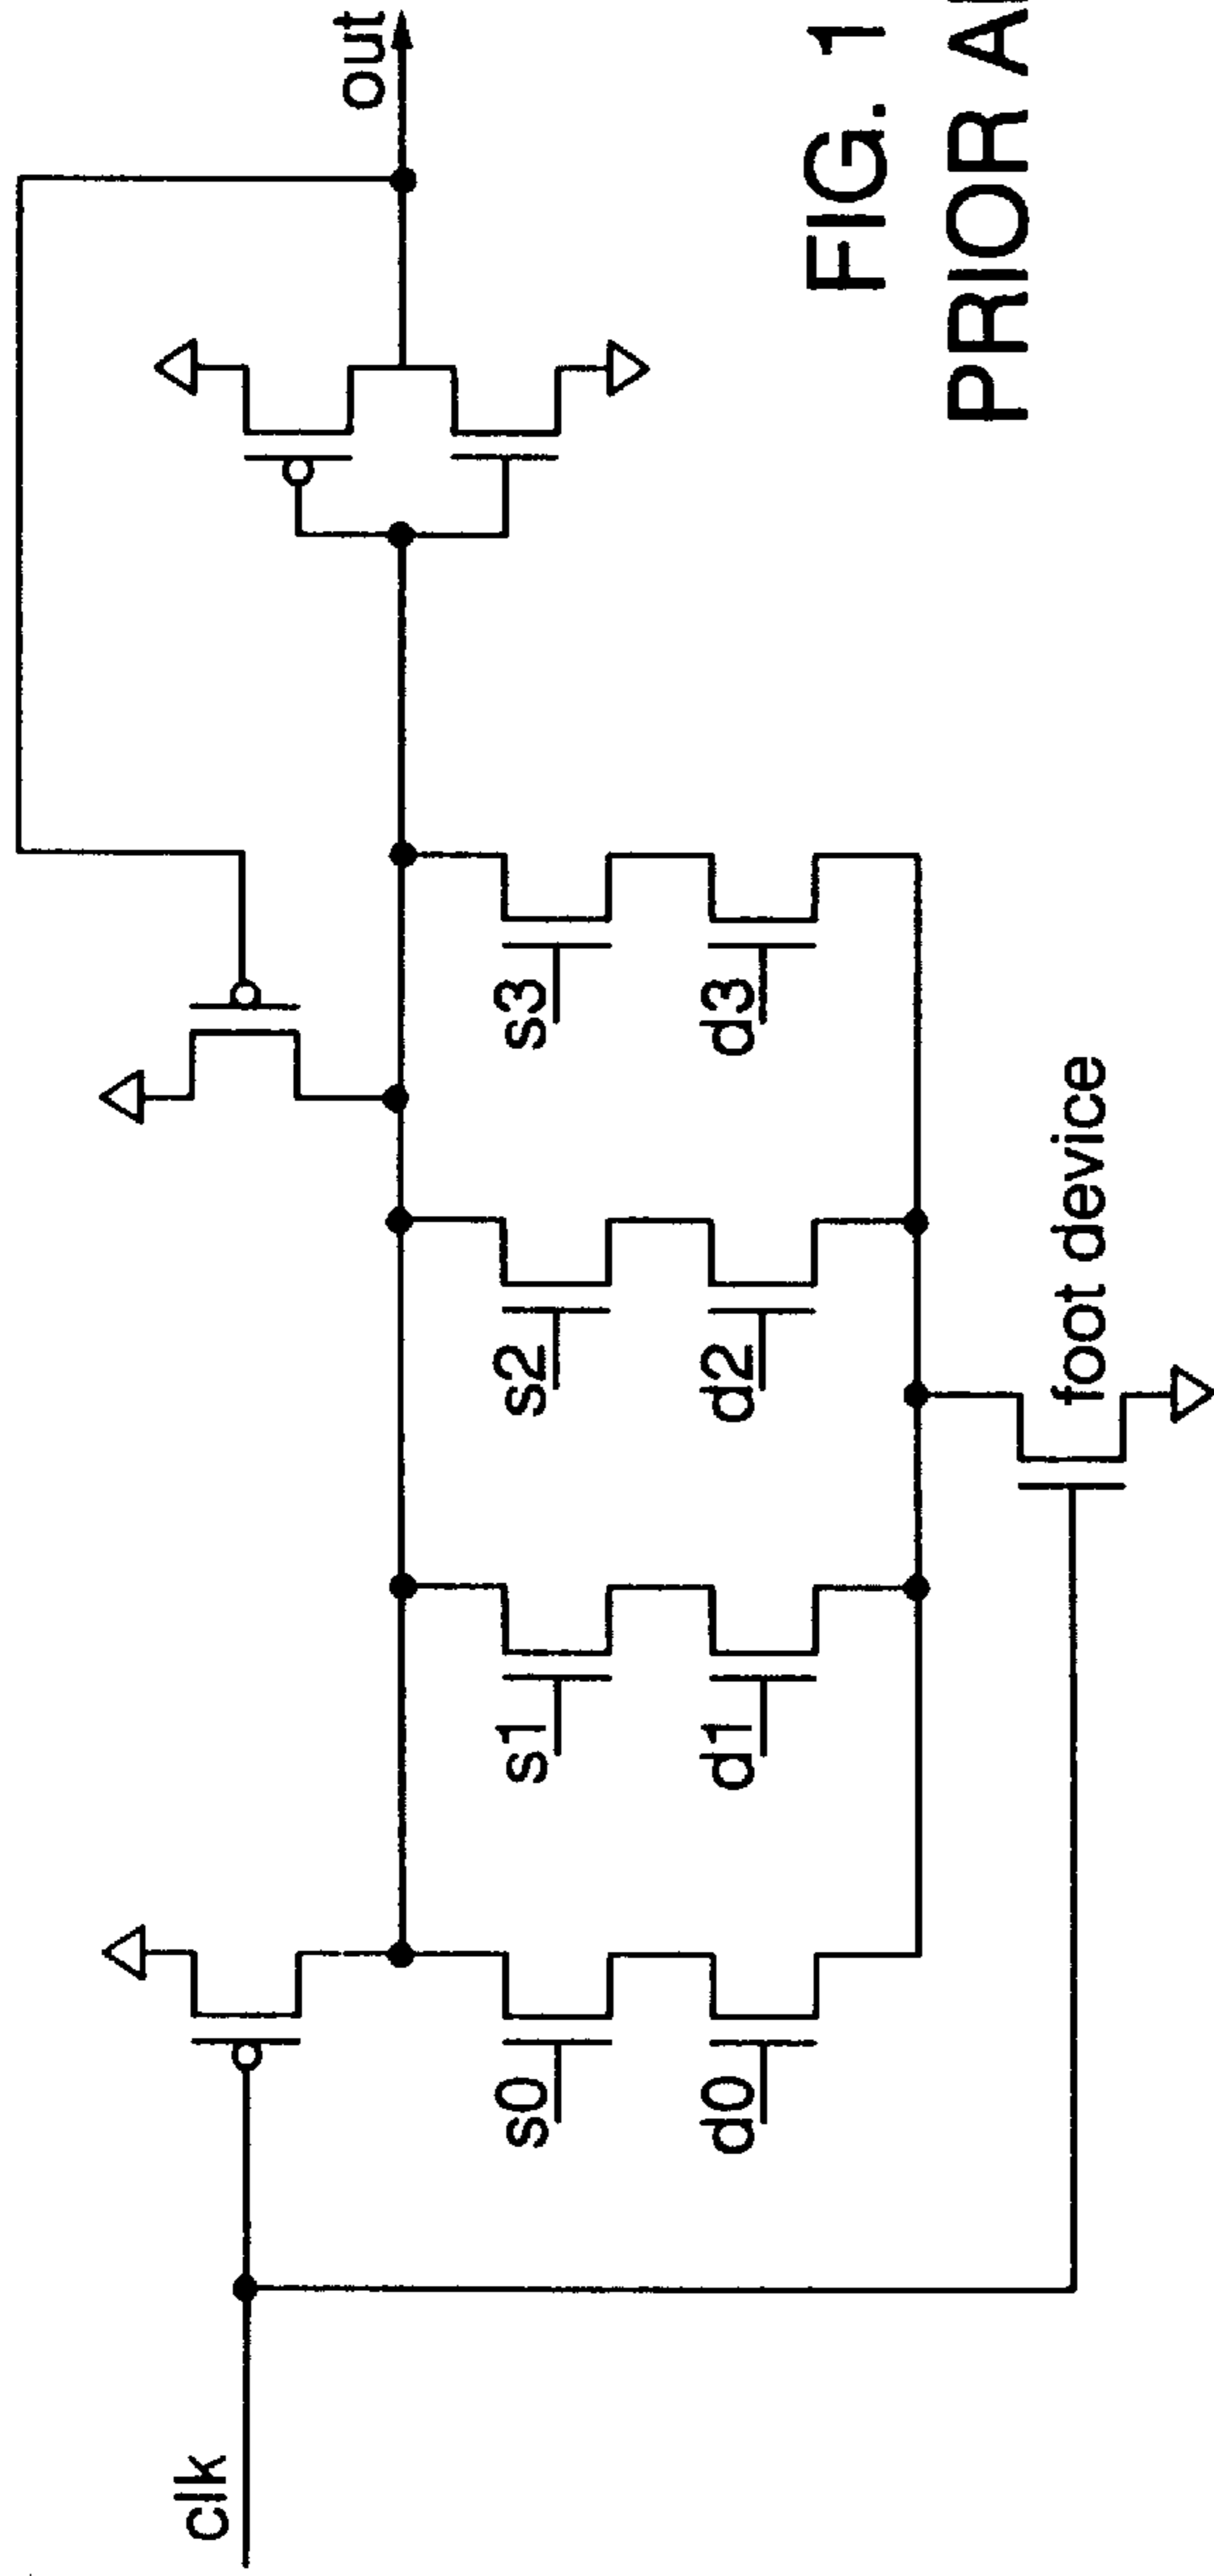 clk
out
s0
s1
s2
s3
d0
d1
d2
d3
foot device
FIG. 1
PRIOR